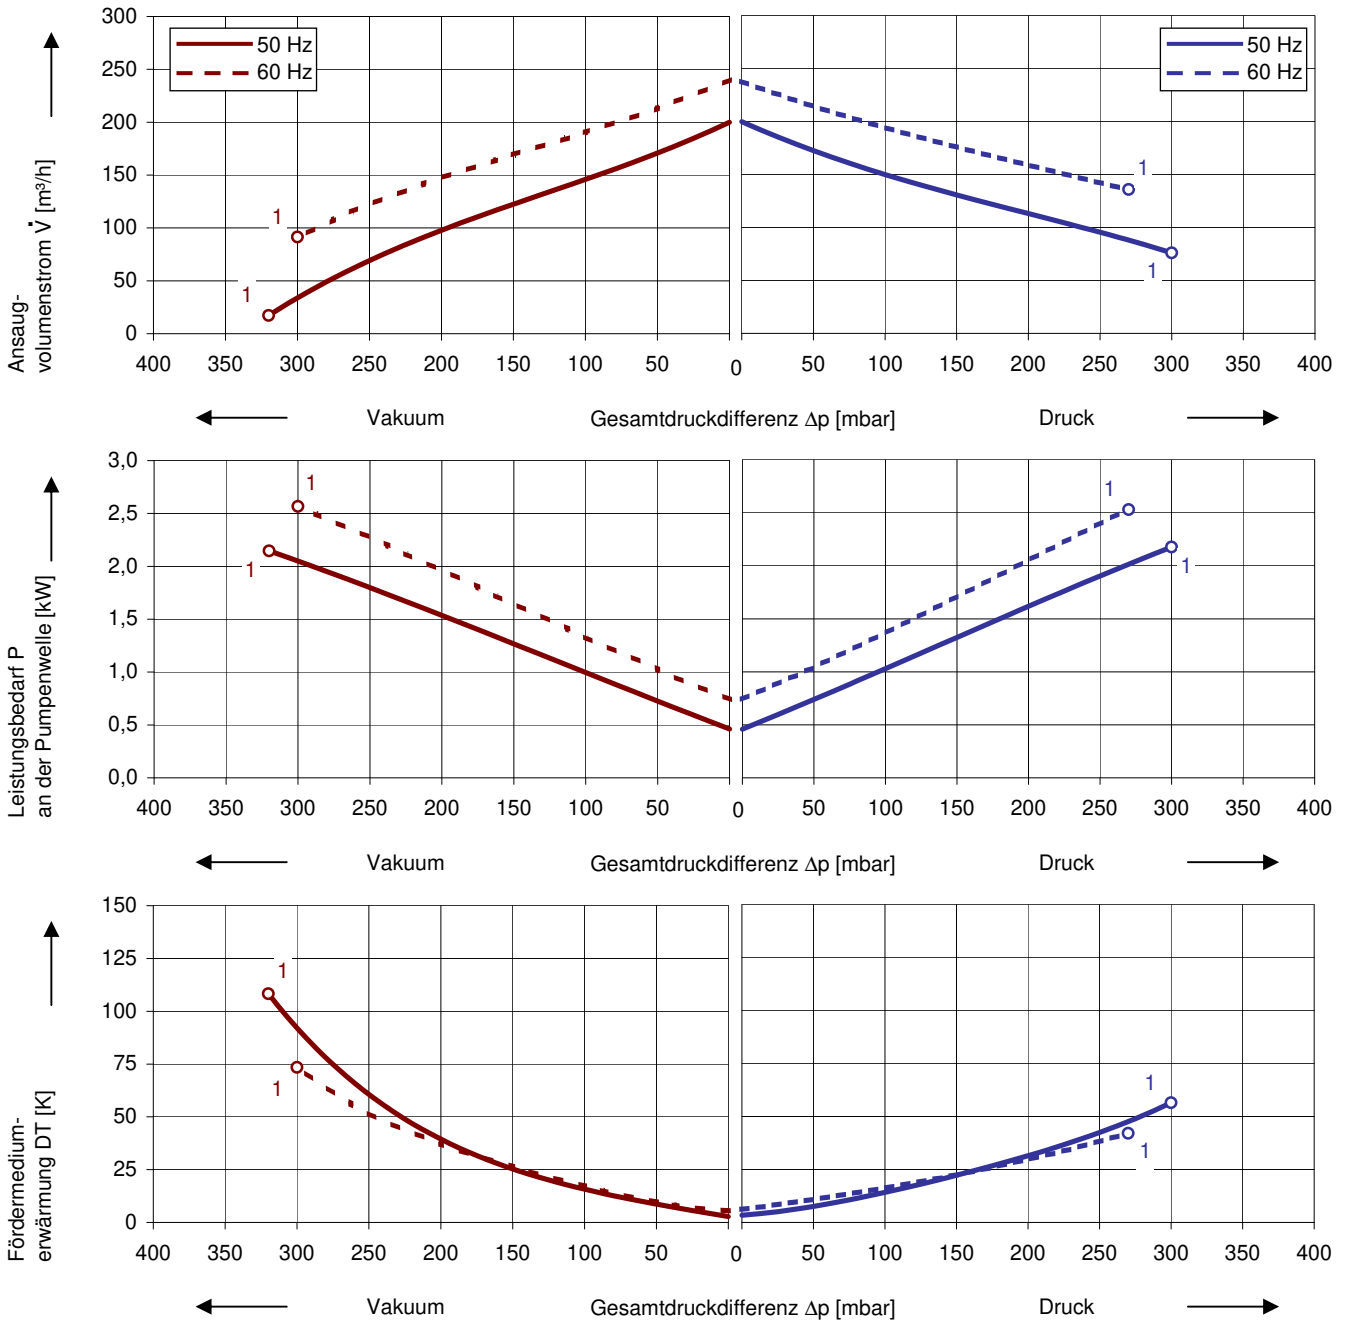 300
250
200
150
100
50
0
50 Hz
60 Hz
50 Hz
60 Hz
1
1
1
1
Ansaug-
volumenstrom V̇ [m³/h]
400 350 300 250 200 150 100 50 0 50 100 150 200 250 300 350 400
Vakuum Gesamtdruckdifferenz Δp [mbar] Druck
3,0
2,5
2,0
1,5
1,0
0,5
0,0
1
1
1
1
Leistungsbedarf P
an der Pumpenwelle [kW]
400 350 300 250 200 150 100 50 0 50 100 150 200 250 300 350 400
Vakuum Gesamtdruckdifferenz Δp [mbar] Druck
150
125
100
75
50
25
0
1
1
1
1
Fördermedium-
erwärmung DT [K]
400 350 300 250 200 150 100 50 0 50 100 150 200 250 300 350 400
Vakuum Gesamtdruckdifferenz Δp [mbar] Druck